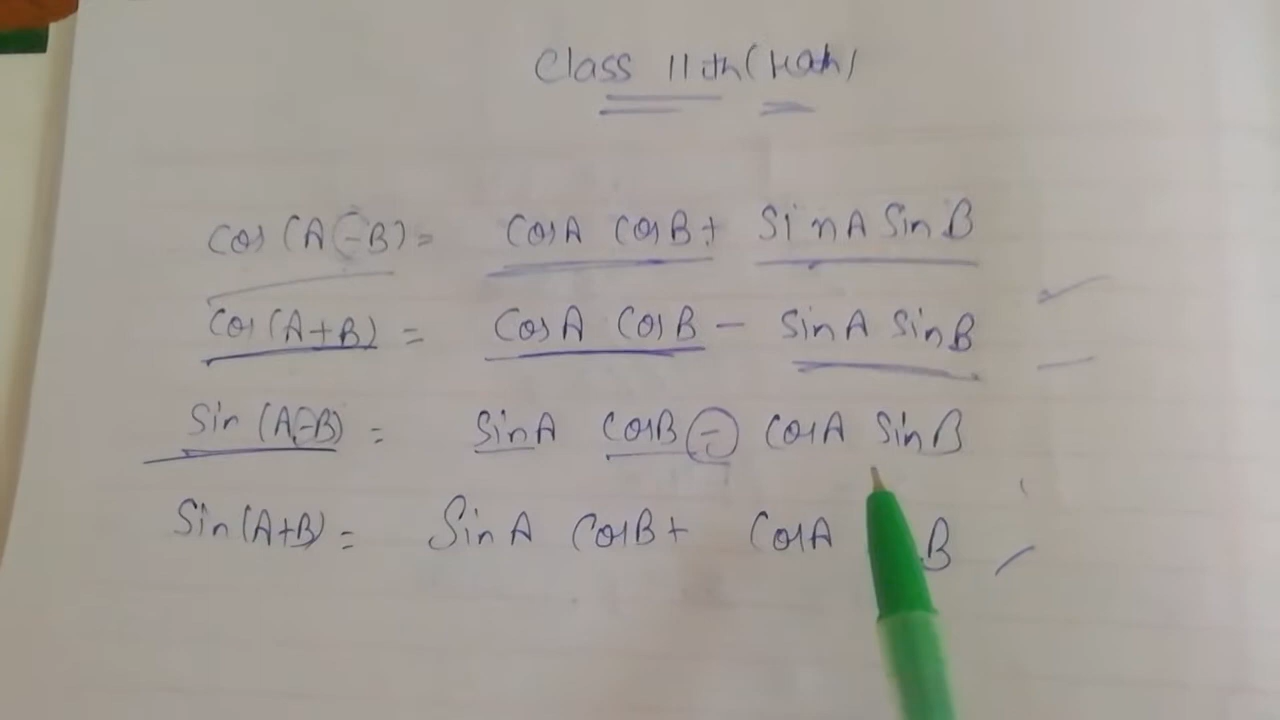 Class 11th (Math)
Cos (A-B) = CosA CosB + SinA SinB
Cos (A+B) = CosA CosB - SinA SinB
Sin (A-B) = SinA CosB - CosA SinB
Sin (A+B) = SinA CosB + CosA B